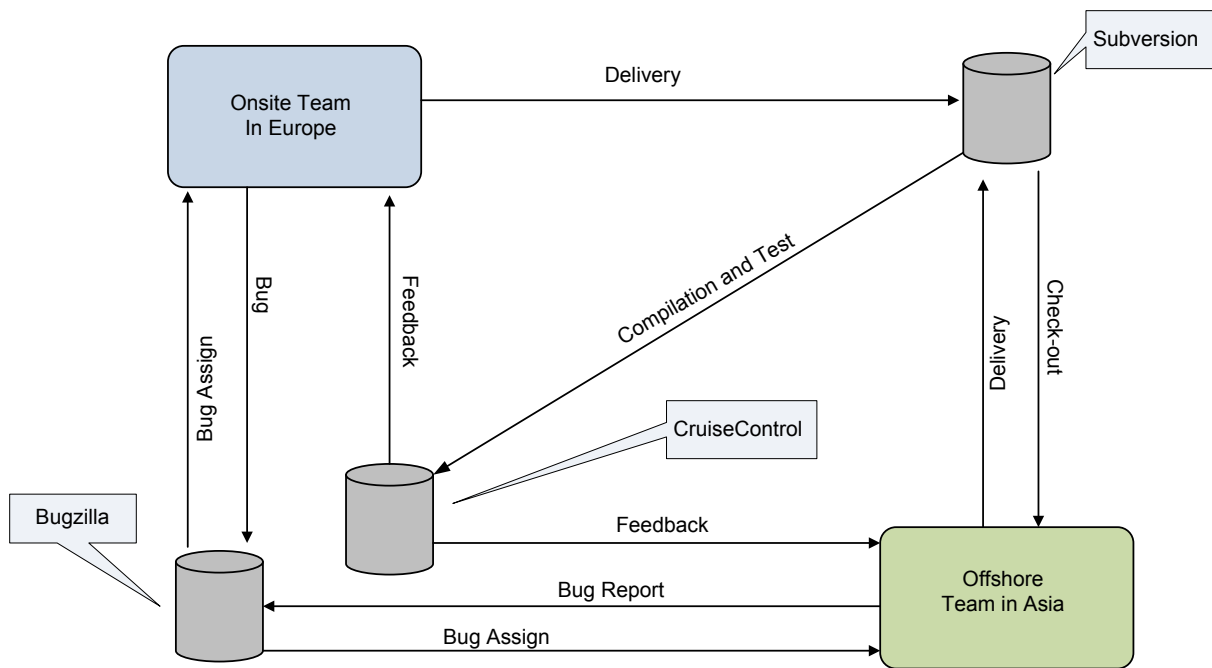 Subversion
Delivery
Onsite Team
In Europe
Compilation and Test
Bug
Feedback
Check-out
Delivery
Bug Assign
CruiseControl
Bugzilla
Feedback
Bug Report
Offshore
Team in Asia
Bug Assign